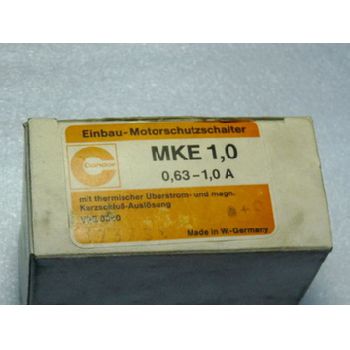 Einbau-Motorschutzschalter
Condor
MKE 1,0
0,63-1,0 A
mit thermischer Überstrom- und magn.
Kurzschluß-Auslösung
Made in W.-Germany